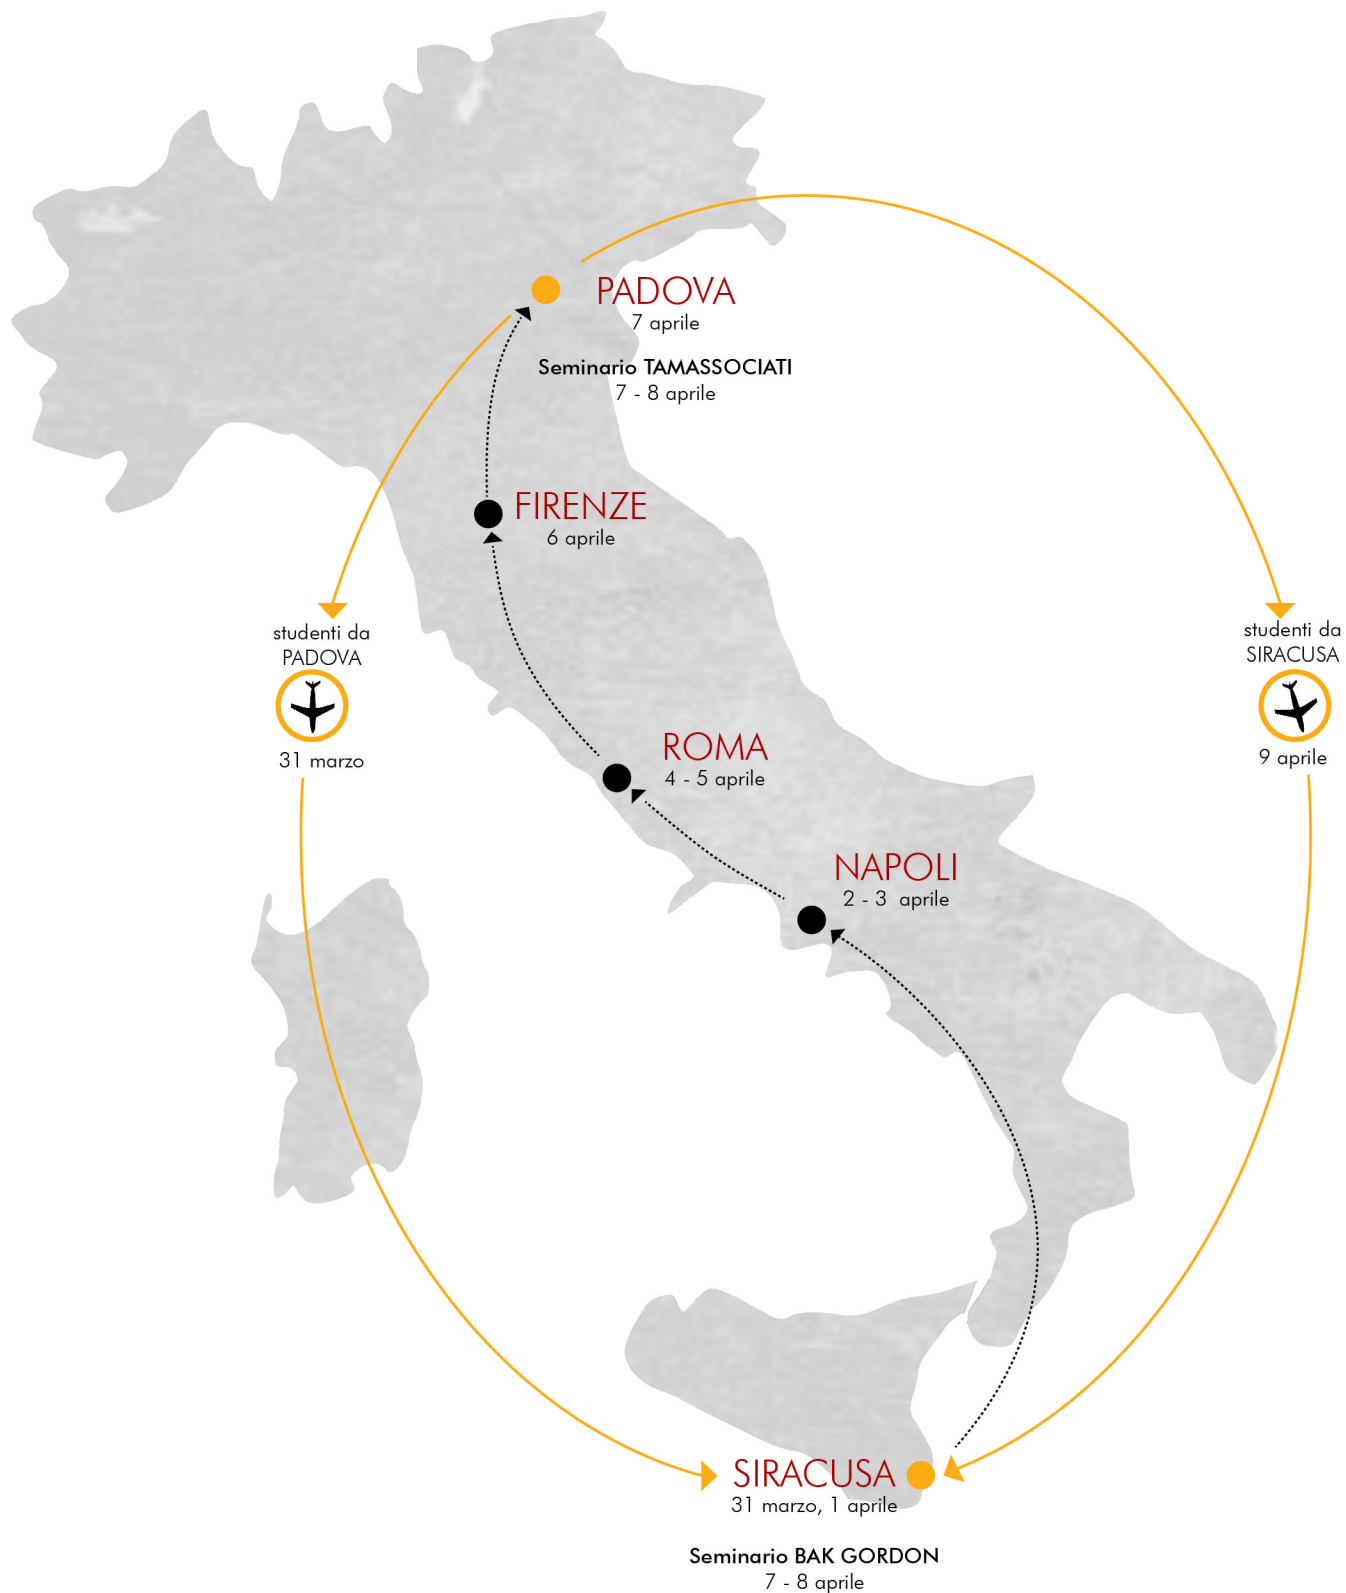 PADOVA
7 aprile
Seminario TAMASSOCIATI
7 - 8 aprile
FIRENZE
6 aprile
studenti da
PADOVA
31 marzo
studenti da
SIRACUSA
9 aprile
ROMA
4 - 5 aprile
NAPOLI
2 - 3 aprile
SIRACUSA
31 marzo, 1 aprile
Seminario BAK GORDON
7 - 8 aprile